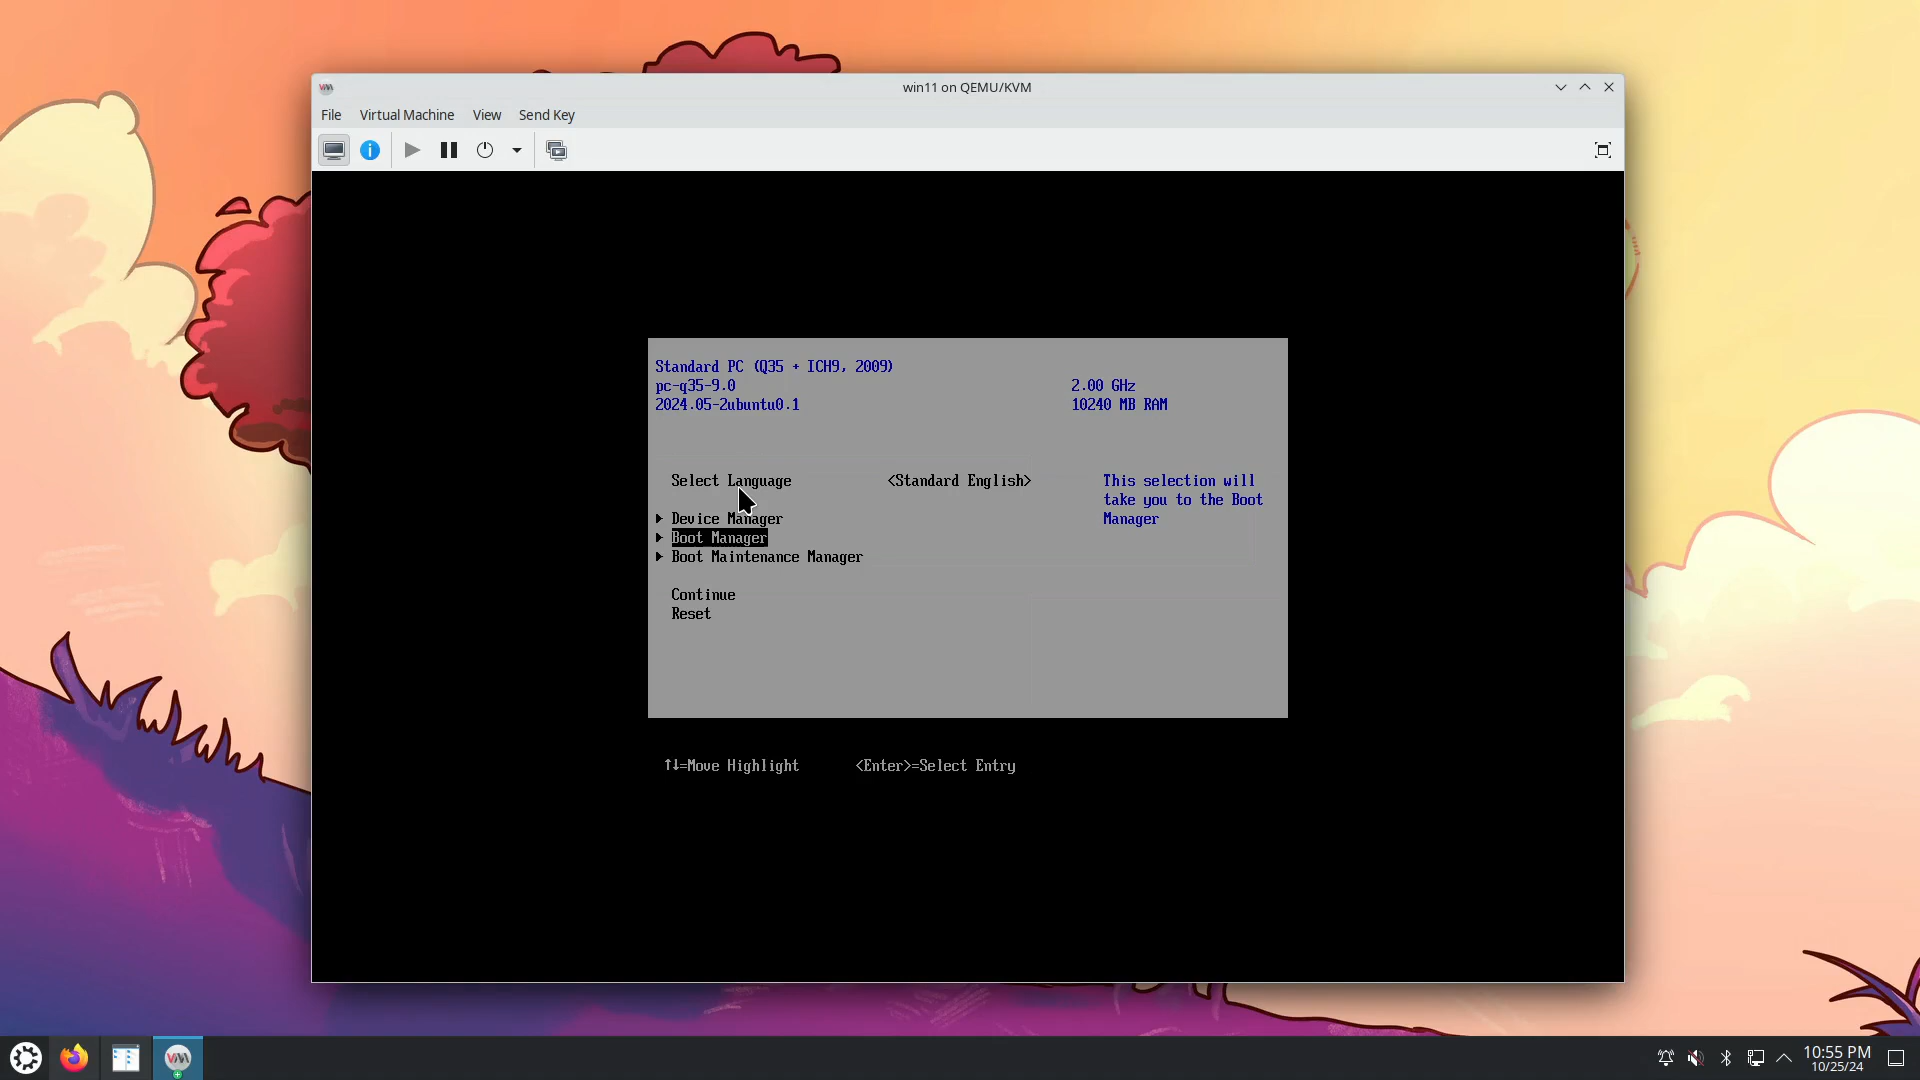 win11 on QEMU/KVM
File Virtual Machine View Send Key
Standard PC (Q35 + ICH9, 2009)
pc-q35-9.0 2.00 GHz
2024.05-2ubuntu0.1 10240 MB RAM
Select Language <Standard English> This selection will
take you to the Boot
Device Manager Manager
Boot Manager
Boot Maintenance Manager
Continue
Reset
↑↓=Move Highlight <Enter>=Select Entry
10:55 PM
10/25/24